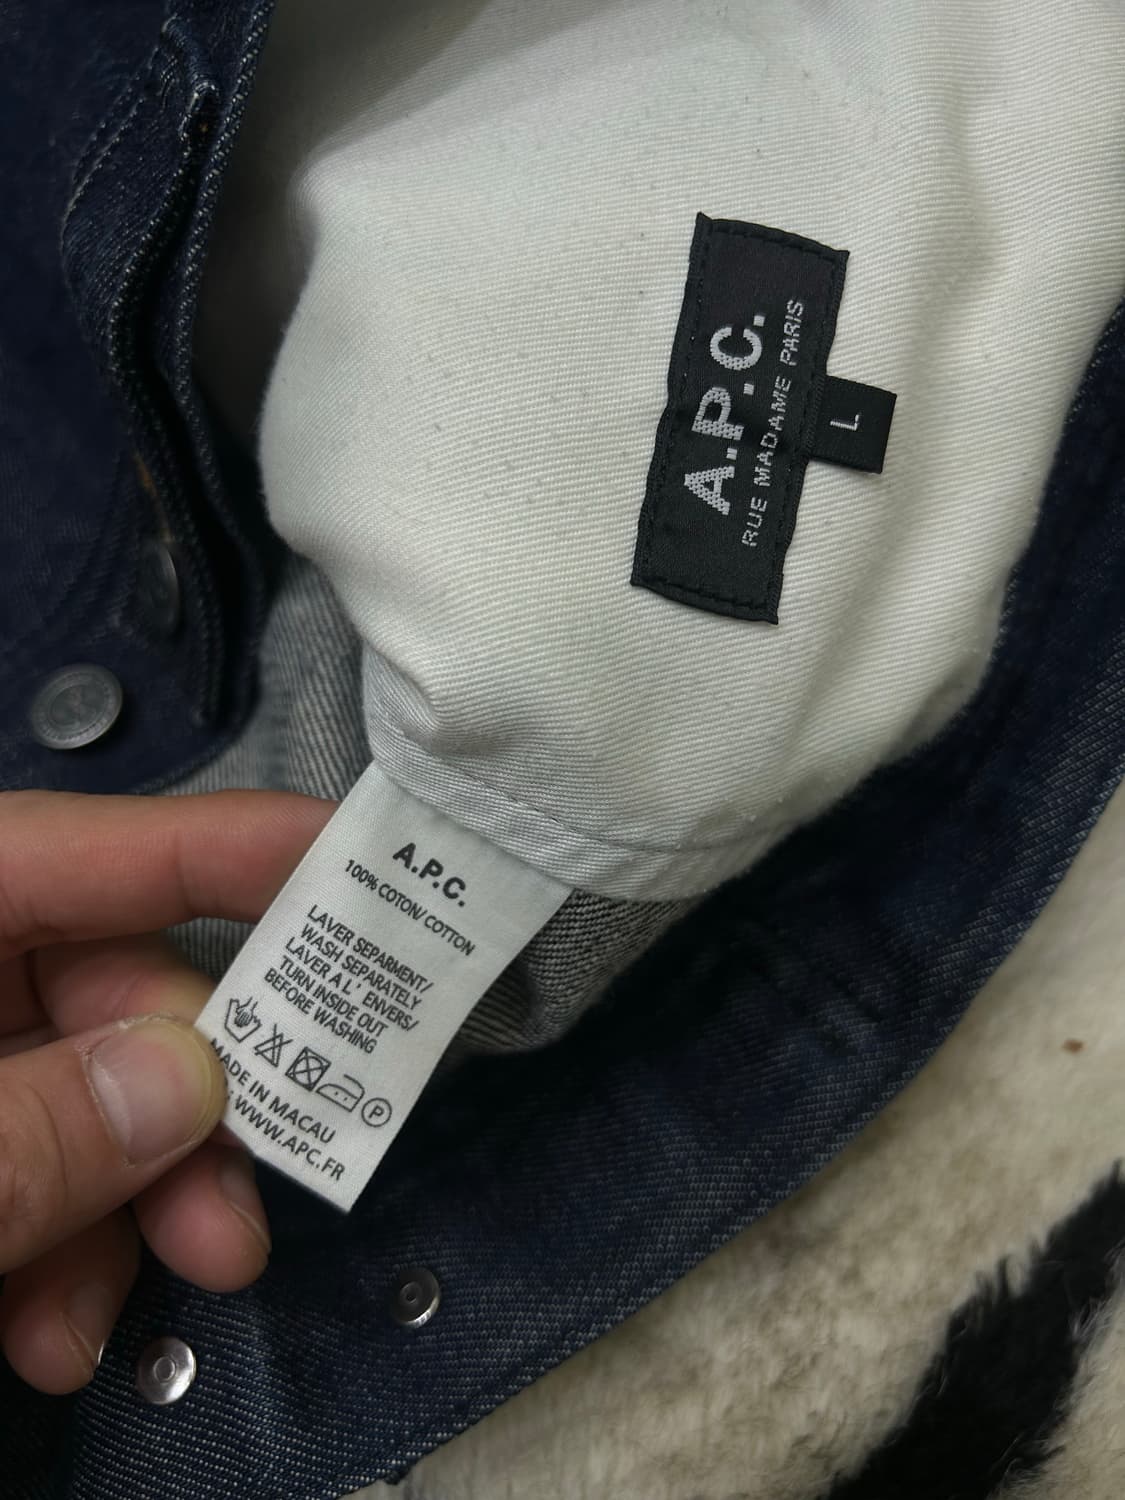 A.P.C.
RUE MADAME PARIS
L
A.P.C.
100% COTON/ COTTON
LAVER SEPARMENT/
WASH SEPARATELY
LAVER A L' ENVERS/
TURN INSIDE OUT
BEFORE WASHING
P
MADE IN MACAU
: WWW.APC.FR